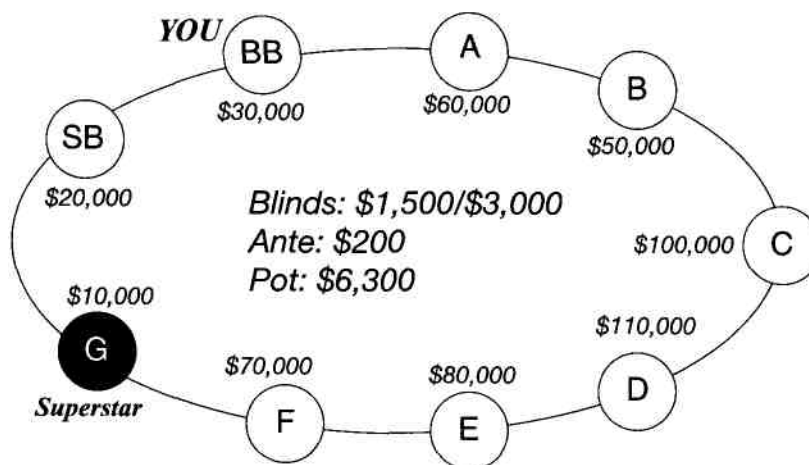 YOU
BB
$30,000
A
$60,000
B
$50,000
SB
$20,000
Blinds: $1,500/$3,000
Ante: $200
Pot: $6,300
C
$100,000
$10,000
G
Superstar
$70,000
F
$80,000
E
$110,000
D